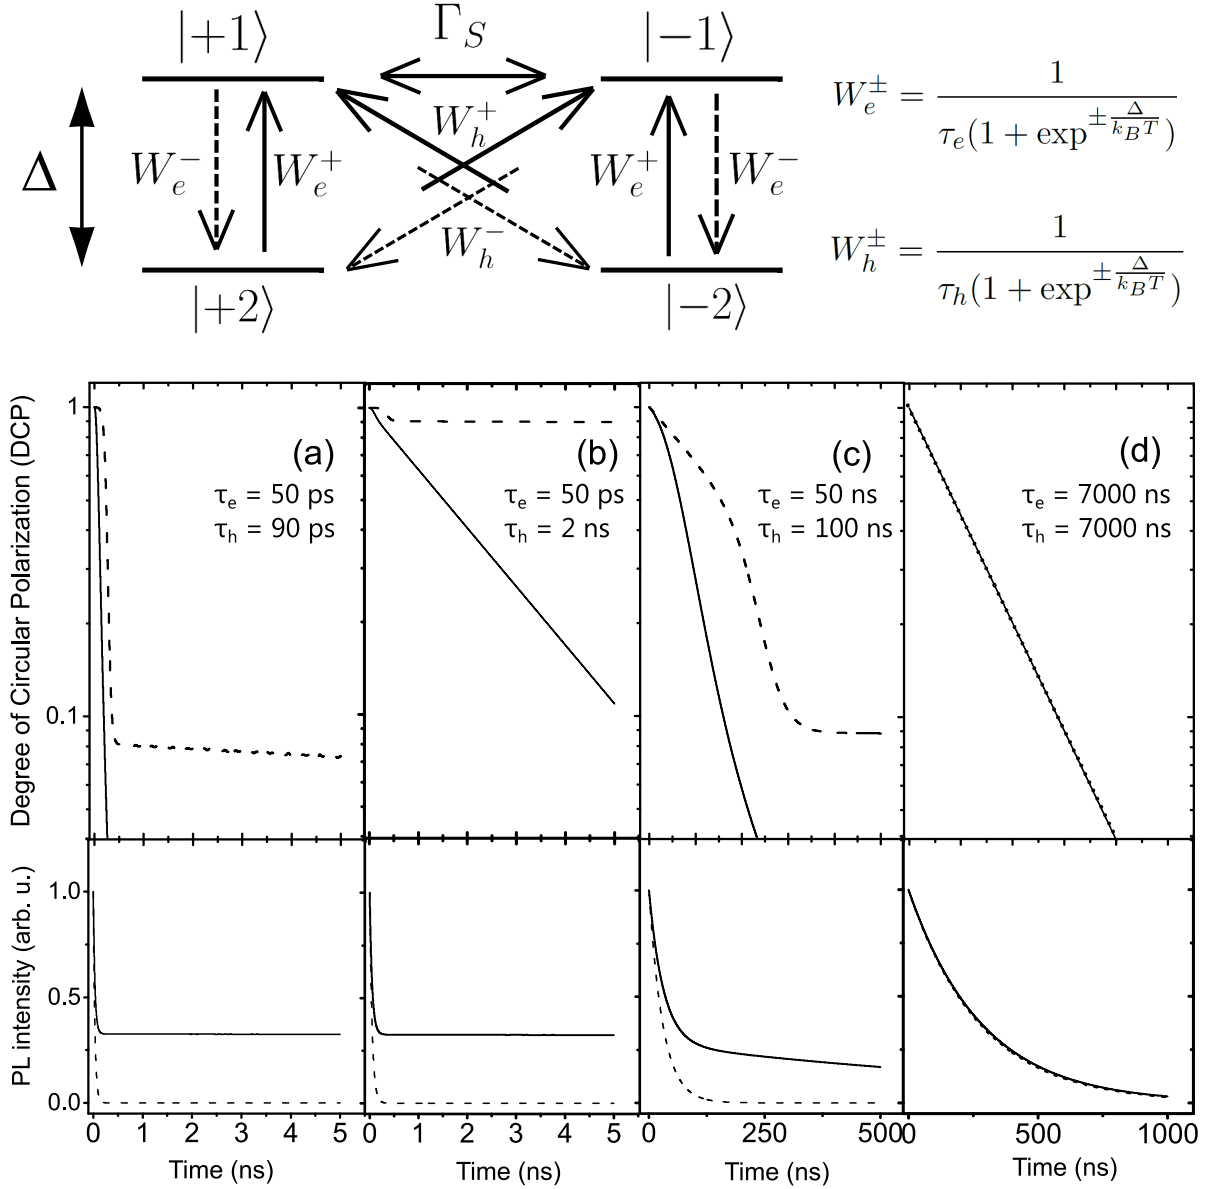 |+1⟩ Γ_S |−1⟩
W_e^± = 1 / τ_e(1 + exp^{±Δ/k_BT})
W_h^+
Δ W_e^− W_e^+ W_e^+ W_e^−
W_h^−
W_h^± = 1 / τ_h(1 + exp^{±Δ/k_BT})
|+2⟩ |−2⟩
Degree of Circular Polarization (DCP)
1
0.1
(a)
τ_e = 50 ps
τ_h = 90 ps
(b)
τ_e = 50 ps
τ_h = 2 ns
(c)
τ_e = 50 ns
τ_h = 100 ns
(d)
τ_e = 7000 ns
τ_h = 7000 ns
PL intensity (arb. u.)
1.0
0.5
0.0
0 1 2 3 4 5
Time (ns)
0 1 2 3 4 5
Time (ns)
0 250 500
Time (ns)
0 500 1000
Time (ns)